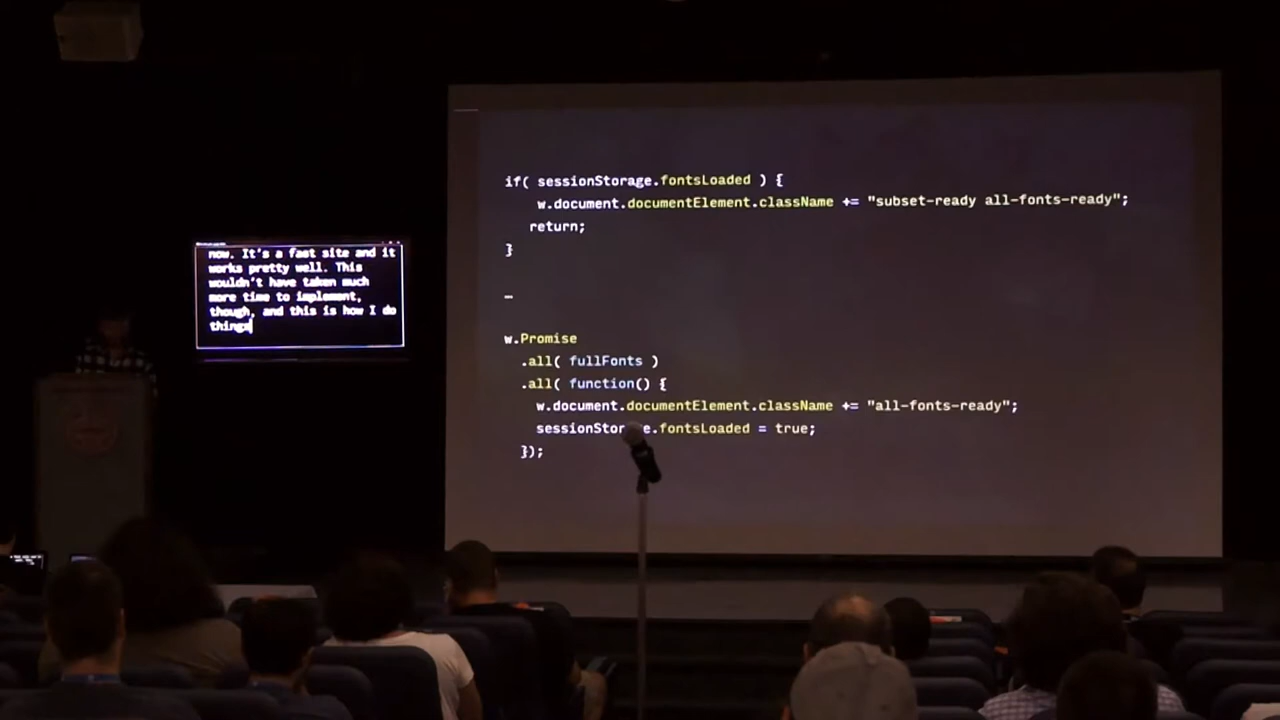 now. It's a fast site and it
works pretty well. This
wouldn't have taken much
more time to implement,
though, and this is how I do
things
if( sessionStorage.fontsLoaded ) {
w.document.documentElement.className += "subset-ready all-fonts-ready";
return;
}
…
w.Promise
.all( fullFonts )
.all( function() {
w.document.documentElement.className += "all-fonts-ready";
.fontsLoaded = true;
});